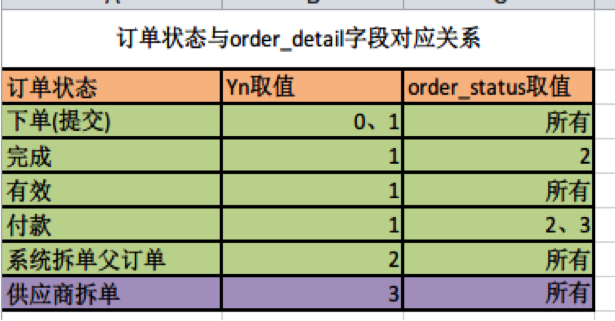 订单状态与order_detail字段对应关系
订单状态 Yn取值 order_status取值
下单(提交) 0、1 所有
完成 1 2
有效 1 所有
付款 1 2、3
系统拆单父订单 2 所有
供应商拆单 3 所有